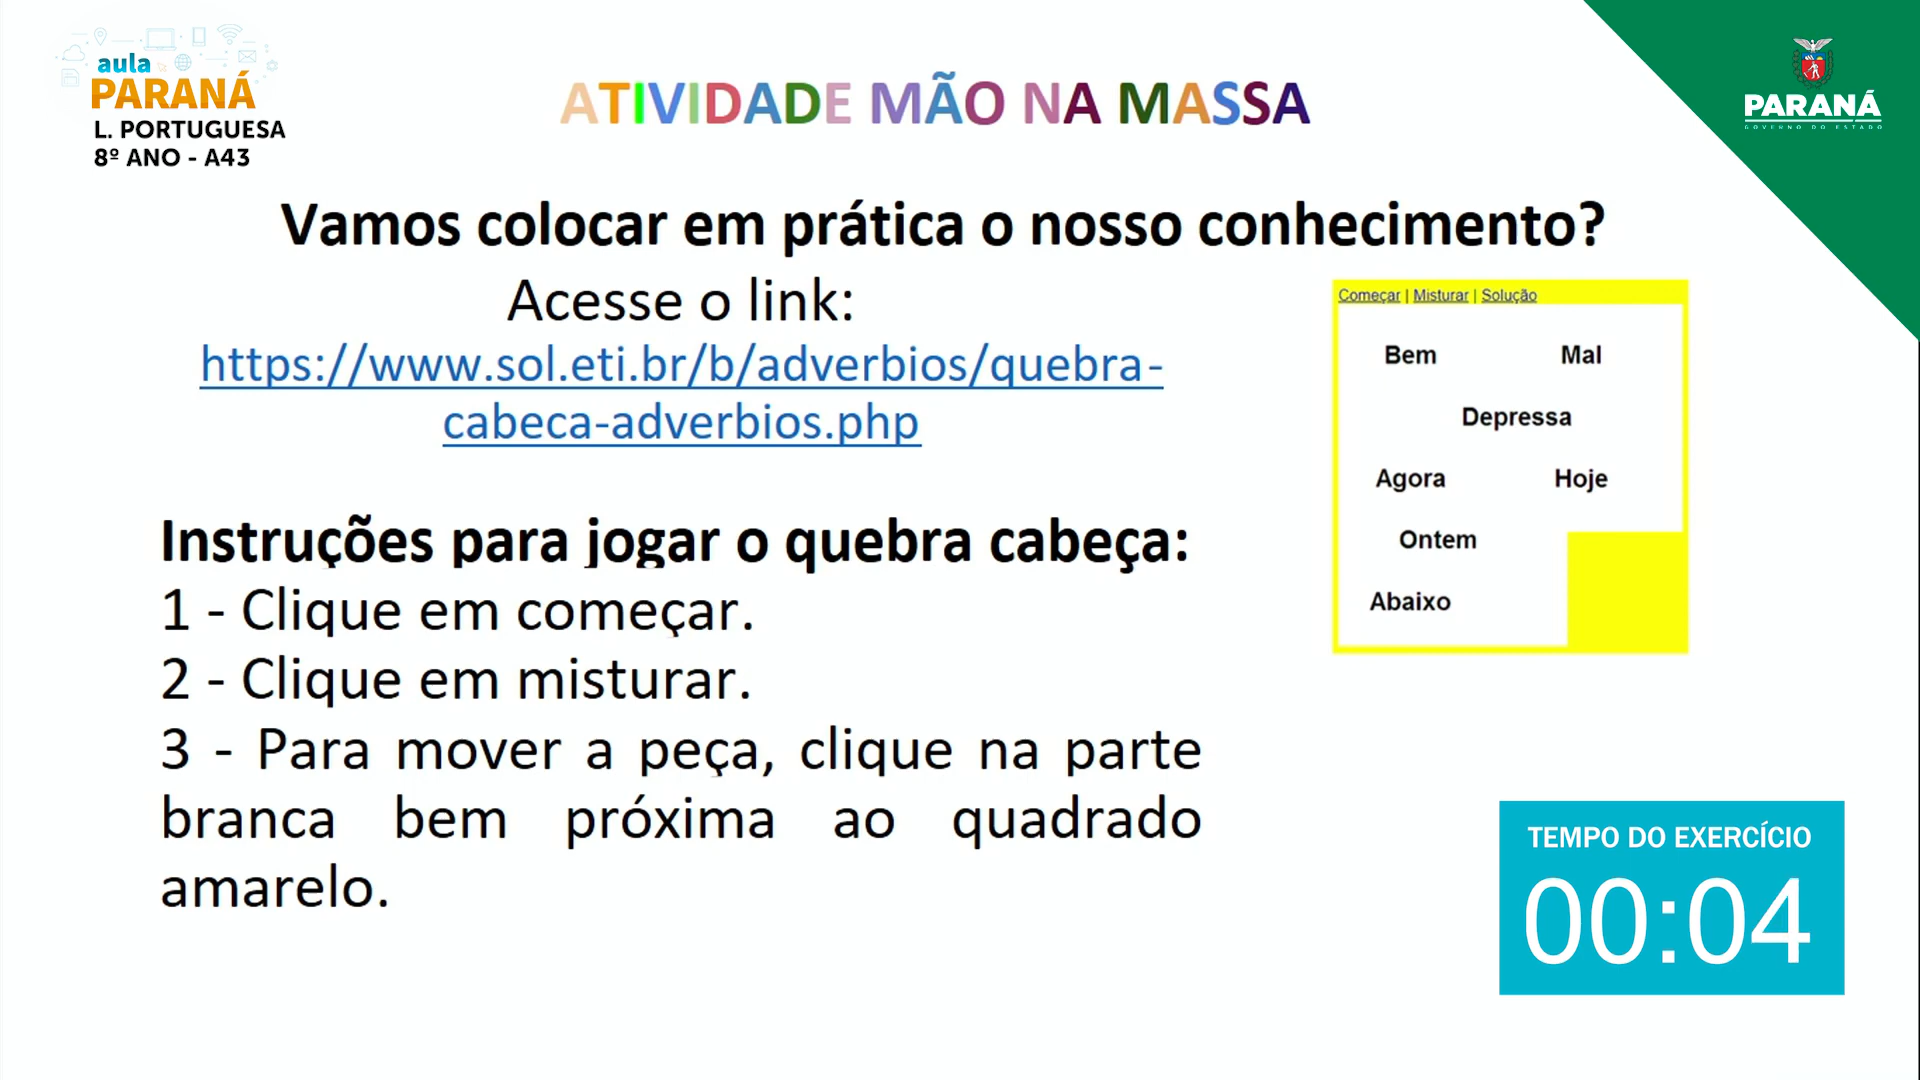 aula
PARANÁ
L. PORTUGUESA
8º ANO - A43
ATIVIDADE MÃO NA MASSA
PARANÁ
GOVERNO DO ESTADO
Vamos colocar em prática o nosso conhecimento?
Acesse o link:
https://www.sol.eti.br/b/adverbios/quebra-
cabeca-adverbios.php
Começar | Misturar | Solução
Bem Mal
Depressa
Agora Hoje
Ontem
Abaixo
Instruções para jogar o quebra cabeça:
1 - Clique em começar.
2 - Clique em misturar.
3 - Para mover a peça, clique na parte
branca bem próxima ao quadrado
amarelo.
TEMPO DO EXERCÍCIO
00:04